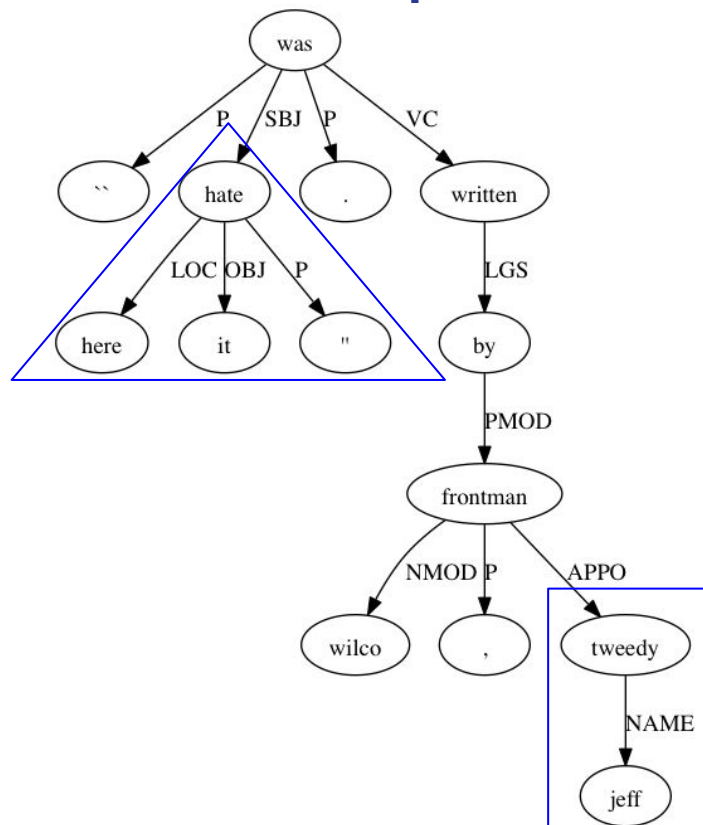 was
P SBJ P VC
`` hate . written
LOC OBJ P LGS
here it " by
PMOD
frontman
NMOD P APPO
wilco , tweedy
NAME
jeff